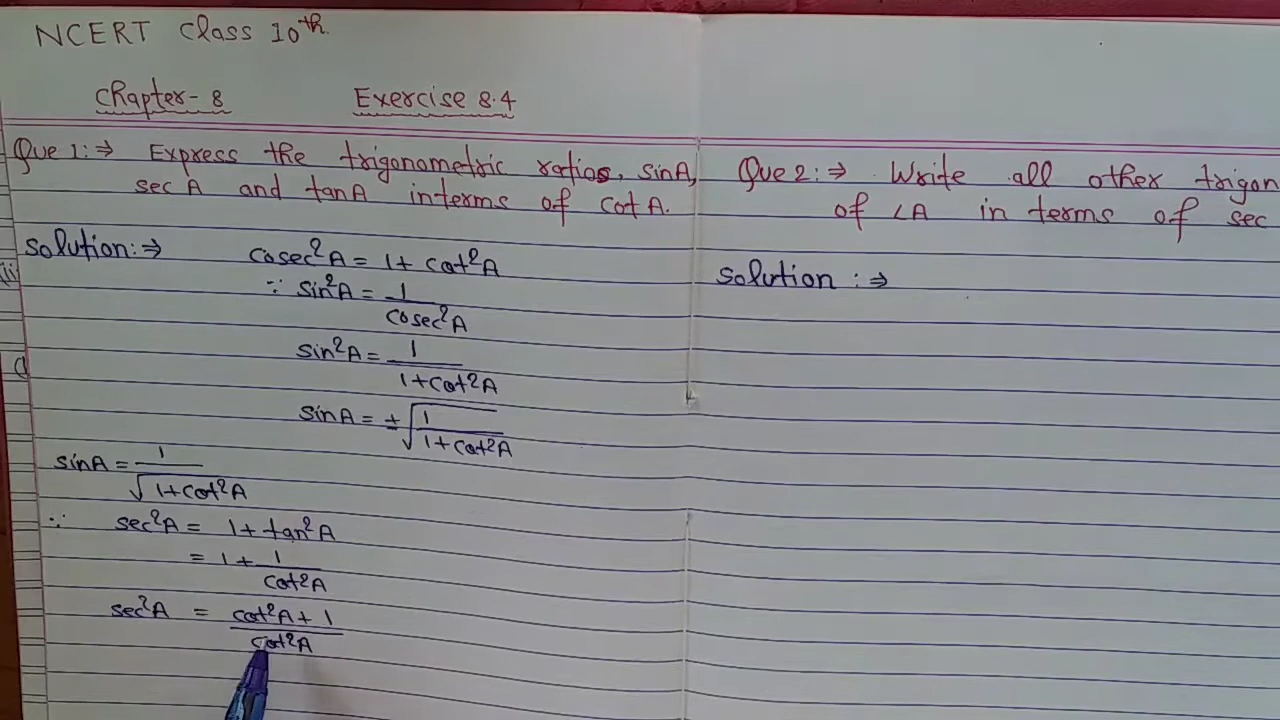 NCERT Class 10th.
Chapter-8 Exercise 8.4
Que 1:⇒ Express the trigonometric ratios, sinA,
sec A and tanA interms of cot A.
Solution:⇒ cosec²A = 1+ cot²A
∵ sin²A = 1/cosec²A
sin²A = 1/1+cot²A
sinA = ±√1/1+cot²A
sinA = 1/√1+cot²A
∵ sec²A = 1+ tan²A
= 1+ 1/cot²A
sec²A = cot²A+1/cot²A
Que 2:⇒ Write all other trigon
of ∠A in terms of sec
Solution :⇒